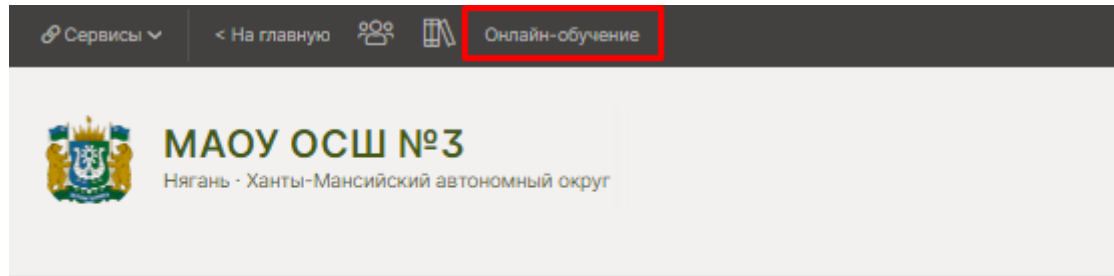 Сервисы
< На главную
Онлайн-обучение
МАОУ ОСШ №3
Нягань · Ханты-Мансийский автономный округ